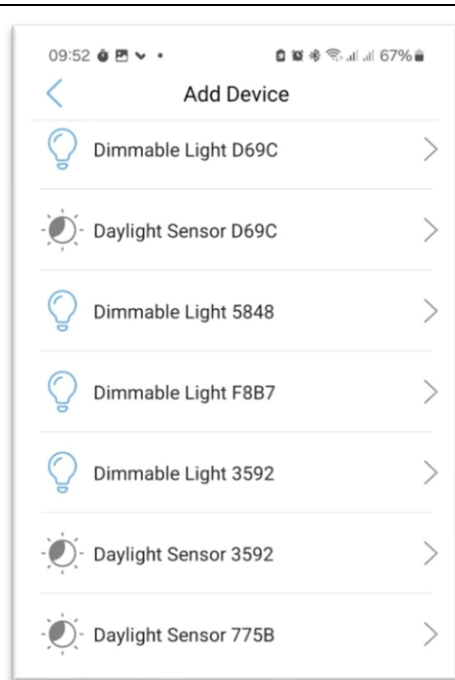 09:52 67%
Add Device
Dimmable Light D69C
Daylight Sensor D69C
Dimmable Light 5848
Dimmable Light F8B7
Dimmable Light 3592
Daylight Sensor 3592
Daylight Sensor 775B